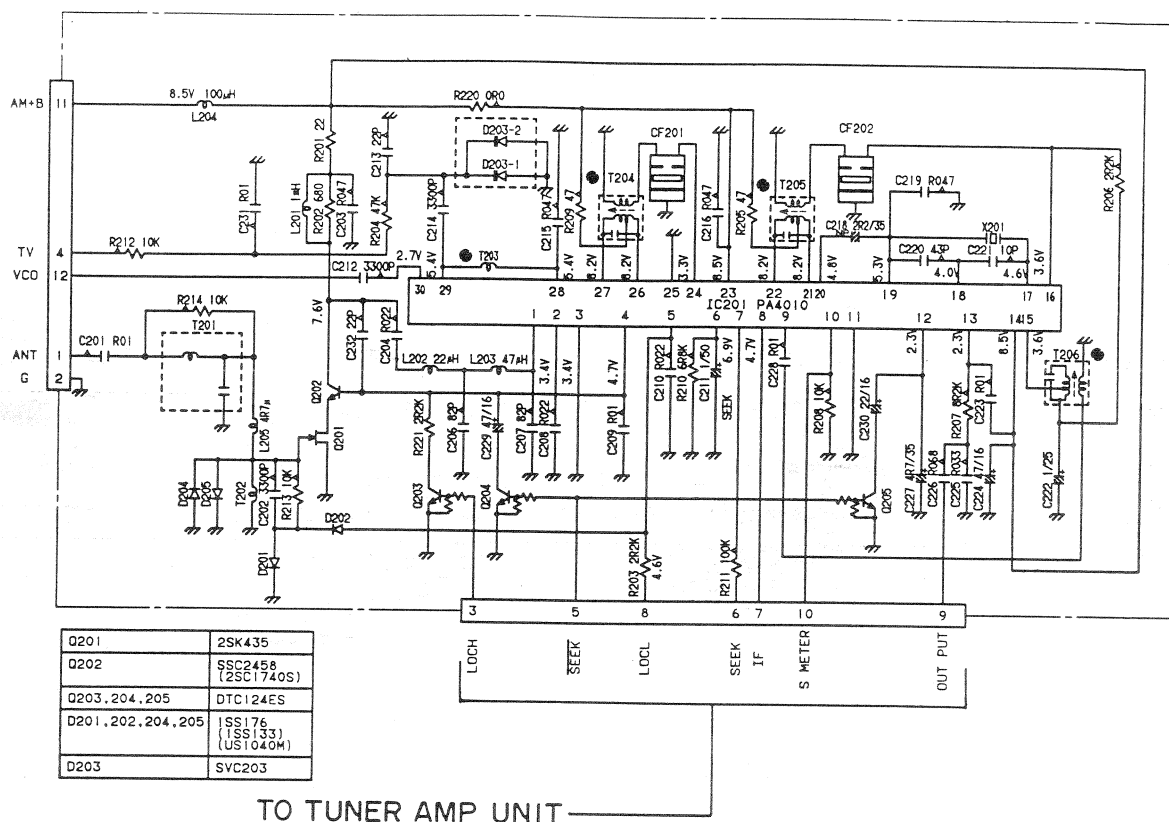 AM+B 11
8.5V 100μH
L204
R220 0R0
R201 22
C213 22P
D203-2
D203-1
CF201
CF202
C231 R01
L201 1mH
R202 680
C203 R047
R204 47K
C214 3300P
C215 R047
R209 47
T204
C216 R047
R205 47
T205
C219 R047
R206 2R2K
C218 2R2/35
NP
X201
C220 43P
C221 10P
TV 4
R212 10K
VCO 12
C212 3300P
2.7V
5.4V
T203
5.4V
8.2V
8.2V
5.4V
3.3V
8.5V
8.2V
8.2V
4.8V
5.3V
4.0V
4.6V
3.6V
30 29 28 27 26 25 24 23 22 21 20 19 18 17 16
IC201 PA4010
1 2 3 4 5 6 7 8 9 10 11 12 13 14 15
R214 10K
T201
7.6V
C232 22P
C204 R022
L202 22μH
L203 47μH
3.4V
3.4V
4.7V
C210 R022
R210 6R8K
C211 1/50
6.9V
SEEK
4.7V
C228 R01
R208 10K
2.3V
2.3V
8.5V
3.6V
T206
ANT 1
C201 R01
G 2
L205 4R7μ
Q202
Q201
R221 2R2K
C206 82P
C229 47/16
C207 82P
C208 R022
C209 R01
C230 22/16
R207 8R2K
C223 R01
D204
D205
T202
C202 3300P
R213 10K
Q203
Q204
Q205
C227 4R7/35
C226 R068
C225 R033
C224 47/16
C222 1/25
D202
D201
R203 2R2K
4.6V
R211 100K
3 5 8 6 7 10 9
LOCH
SEEK
LOCL
SEEK
IF
S METER
OUT PUT
Q201 2SK435
Q202 SSC2458
(2SC1740S)
Q203,204,205 DTC124ES
D201,202,204,205 1SS176
(1SS133)
(US1040M)
D203 SVC203
TO TUNER AMP UNIT